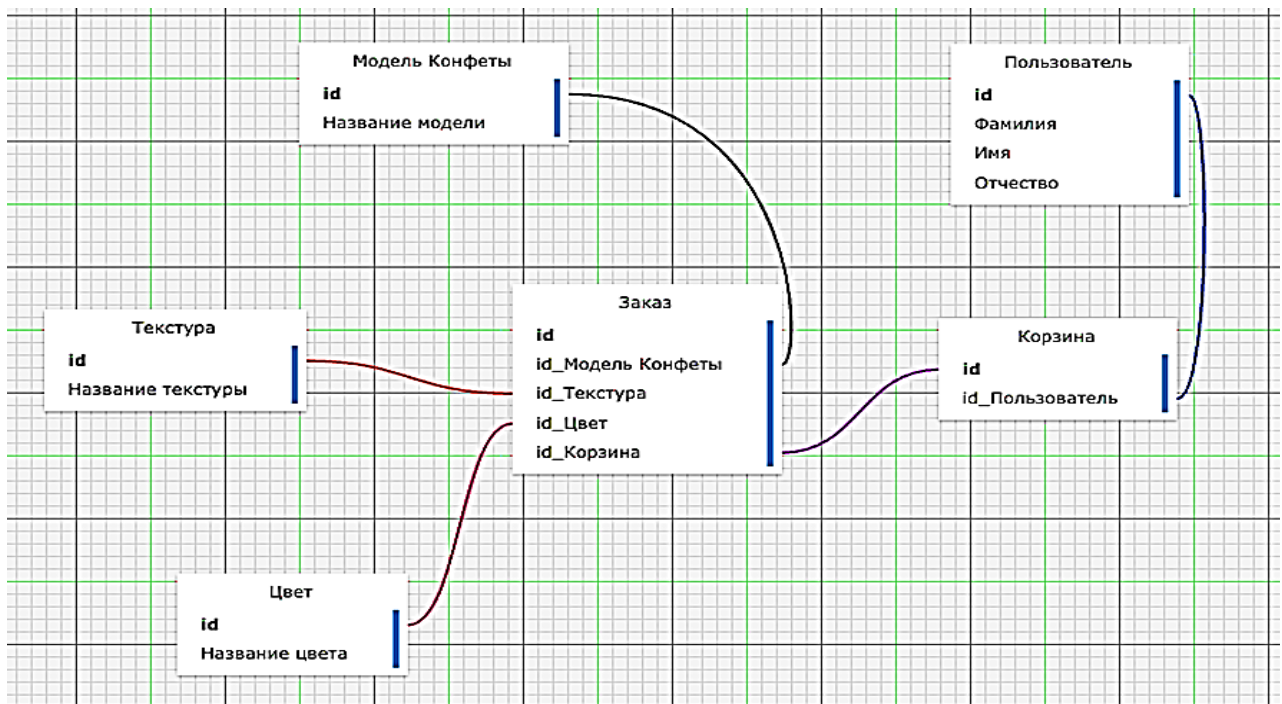 Модель Конфеты
id
Название модели
Пользователь
id
Фамилия
Имя
Отчество
Текстура
id
Название текстуры
Заказ
id
id_Модель Конфеты
id_Текстура
id_Цвет
id_Корзина
Корзина
id
id_Пользователь
Цвет
id
Название цвета